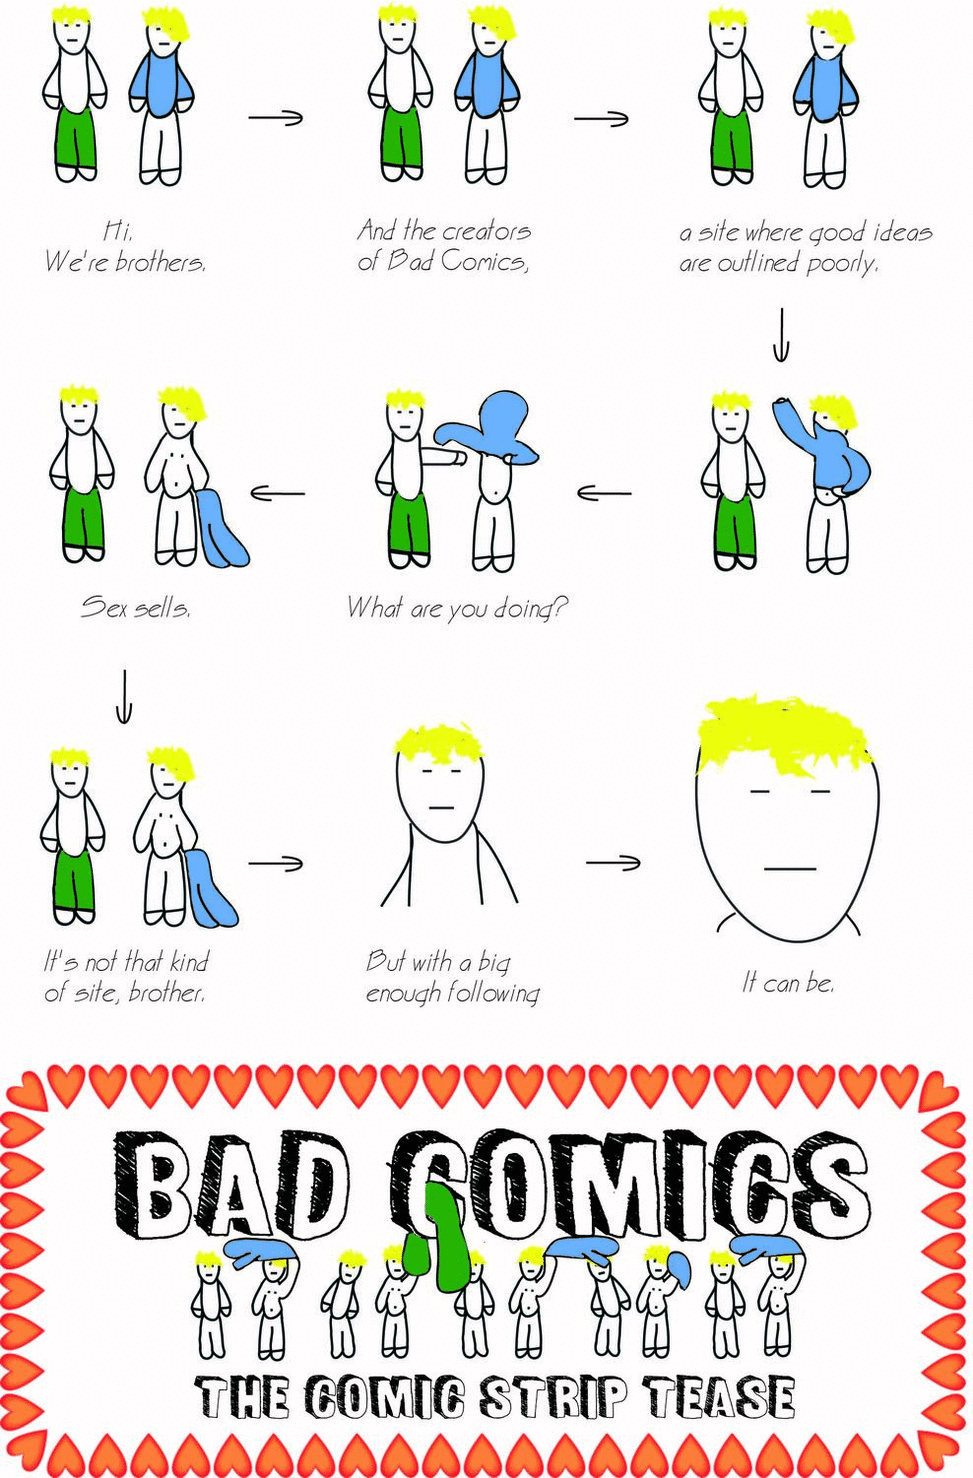 Hi.
We're brothers.
And the creators
of Bad Comics,
a site where good ideas
are outlined poorly.
What are you doing?
Sex sells.
It's not that kind
of site, brother.
But with a big
enough following
It can be.
BAD COMICS
THE COMIC STRIP TEASE